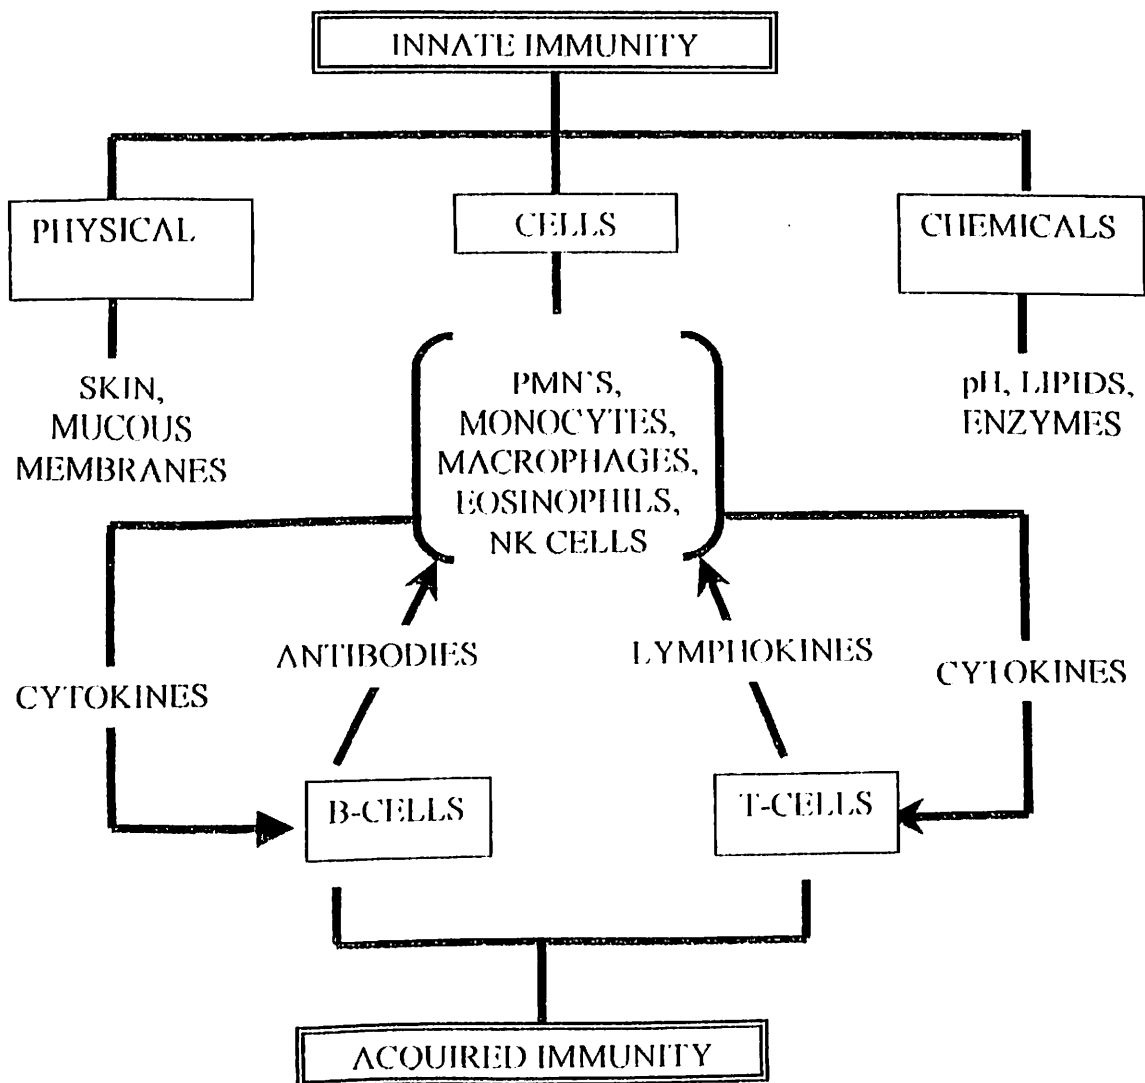 INNATE IMMUNITY
PHYSICAL
CELLS
CHEMICALS
SKIN,
MUCOUS
MEMBRANES
PMN'S,
MONOCYTES,
MACROPHAGES,
EOSINOPHILS,
NK CELLS
pH, LIPIDS,
ENZYMES
ANTIBODIES
LYMPHOKINES
CYTOKINES
CYTOKINES
B-CELLS
T-CELLS
ACQUIRED IMMUNITY